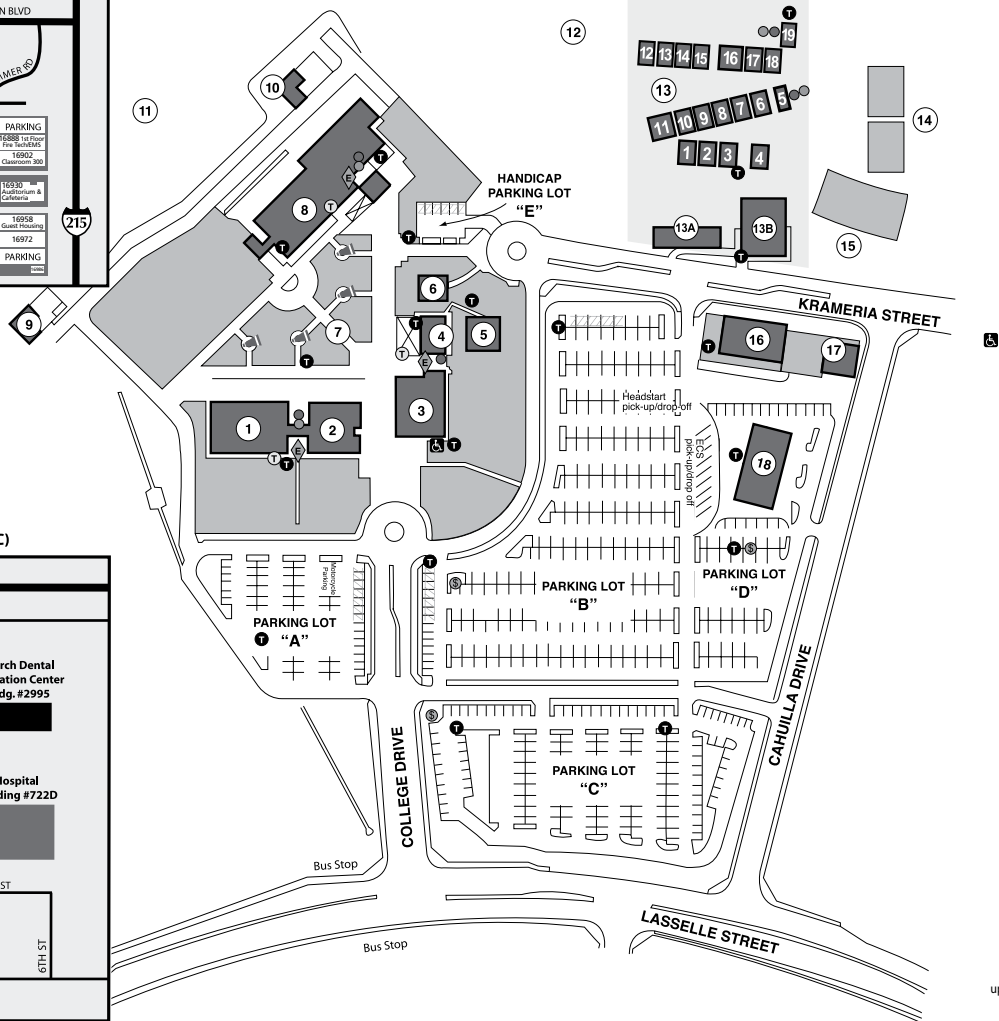 N BLVD
MER RD
PARKING
16888 1st Floor
Fire Tech/EMS
16902
Classroom 300
16930
Auditorium &
Cafeteria
16958
Guest Housing
16972
PARKING
16986
215
C)
rch Dental
ation Center
dg. #2995
Hospital
ding #722D
ST
6TH ST
12
T
19
12 13 14 15 16 17 18
13
11 10 9 8 7 6 5
14
1 2 3 4
T
10
11
T
E
8
T
T
HANDICAP
PARKING LOT
“E”
T
13A
13B
T
15
9
7
T
6
T
T
4
5
T
E
3
T
1
2
E
T
T
KRAMERIA STREET
16
17
T
T
Headstart
pick-up/drop-off
ECS
pick-up/drop off
T
18
T
$
PARKING LOT
“D”
T
$
PARKING LOT
“B”
Motorcycle
Parking
PARKING LOT
“A”
T
CAHUILLA DRIVE
$
T
T
PARKING LOT
“C”
COLLEGE DRIVE
Bus Stop
Bus Stop
LASSELLE STREET
up